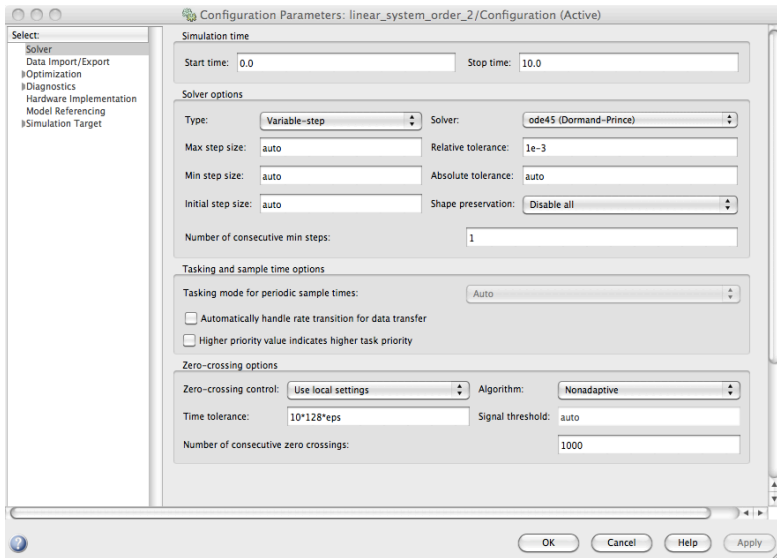 Configuration Parameters: linear_system_order_2/Configuration (Active)
Select:
Solver
Data Import/Export
Optimization
Diagnostics
Hardware Implementation
Model Referencing
Simulation Target
Simulation time
Start time: 0.0 Stop time: 10.0
Solver options
Type: Variable-step Solver: ode45 (Dormand-Prince)
Max step size: auto Relative tolerance: 1e-3
Min step size: auto Absolute tolerance: auto
Initial step size: auto Shape preservation: Disable all
Number of consecutive min steps: 1
Tasking and sample time options
Tasking mode for periodic sample times: Auto
Automatically handle rate transition for data transfer
Higher priority value indicates higher task priority
Zero-crossing options
Zero-crossing control: Use local settings Algorithm: Nonadaptive
Time tolerance: 10*128*eps Signal threshold: auto
Number of consecutive zero crossings: 1000
? OK Cancel Help Apply